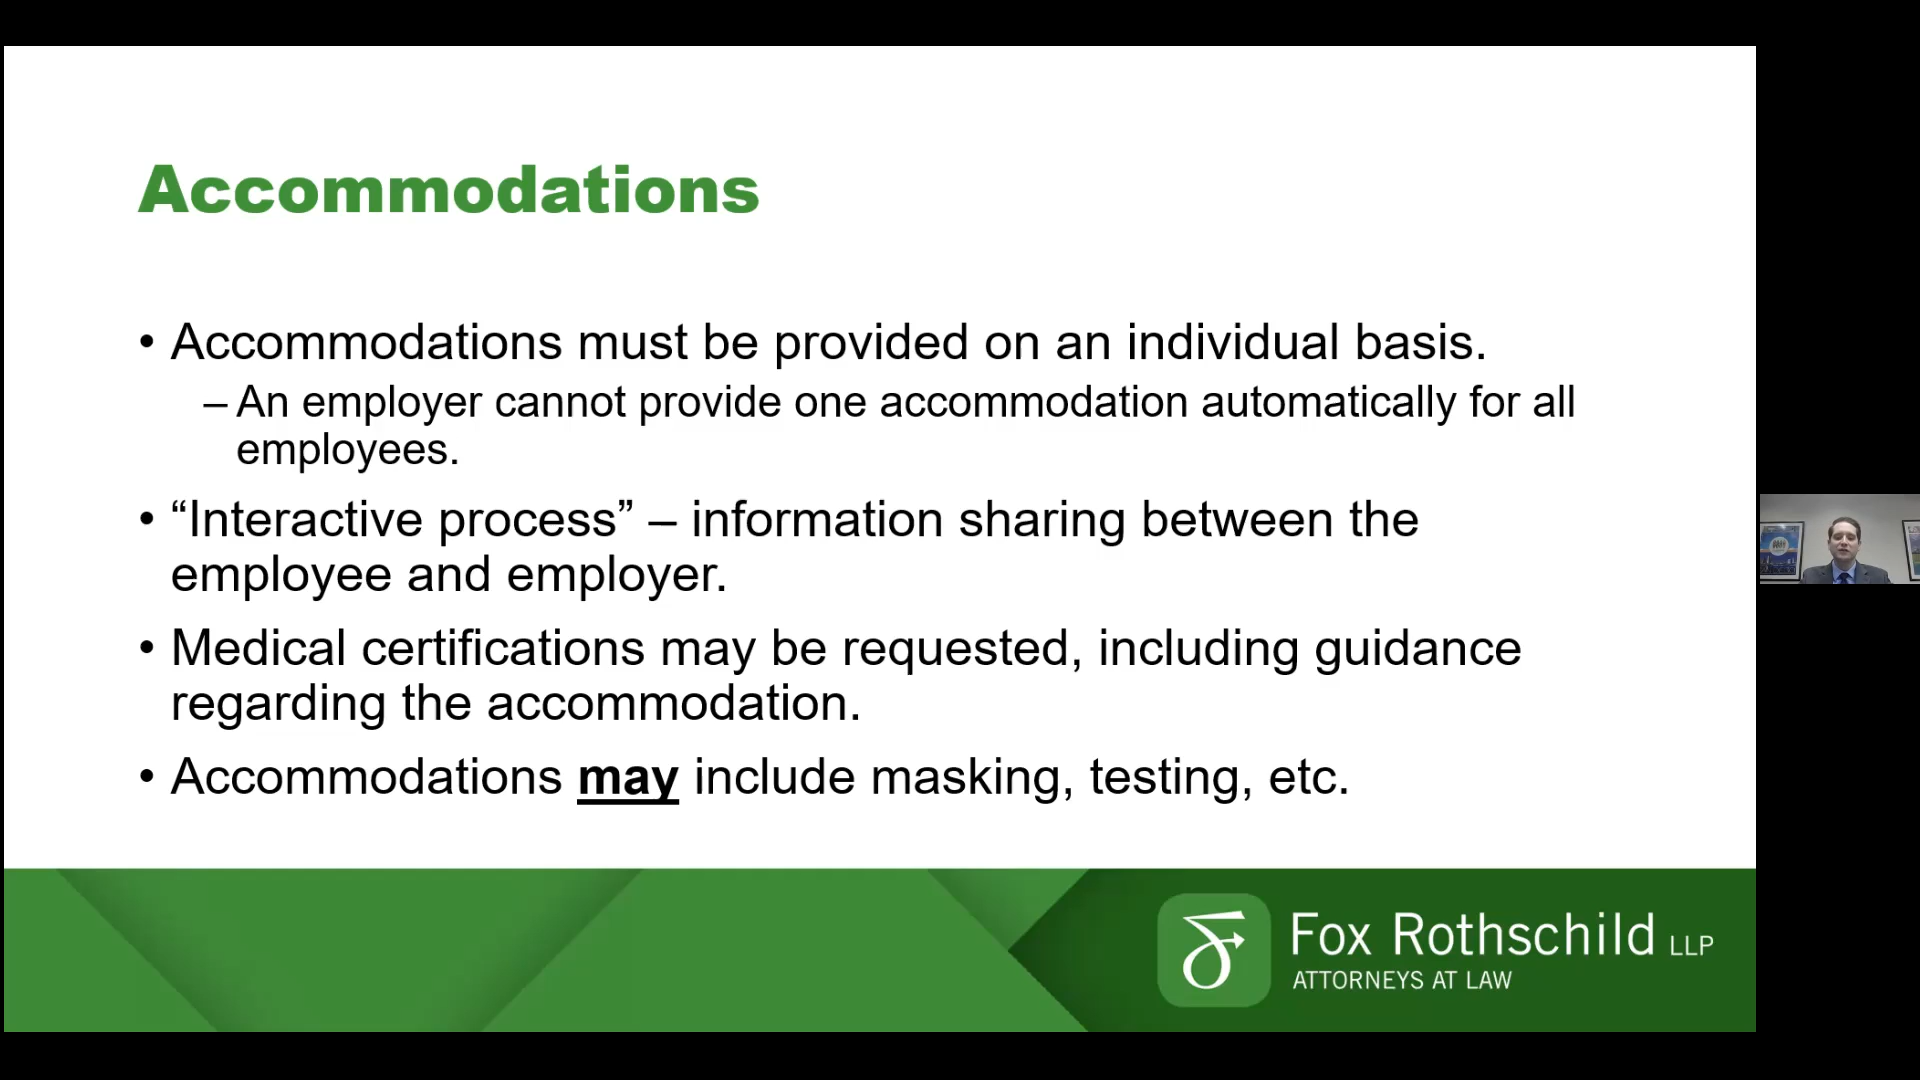 Accommodations
• Accommodations must be provided on an individual basis.
– An employer cannot provide one accommodation automatically for all
employees.
• “Interactive process” – information sharing between the
employee and employer.
• Medical certifications may be requested, including guidance
regarding the accommodation.
• Accommodations may include masking, testing, etc.
Fox Rothschild LLP
ATTORNEYS AT LAW